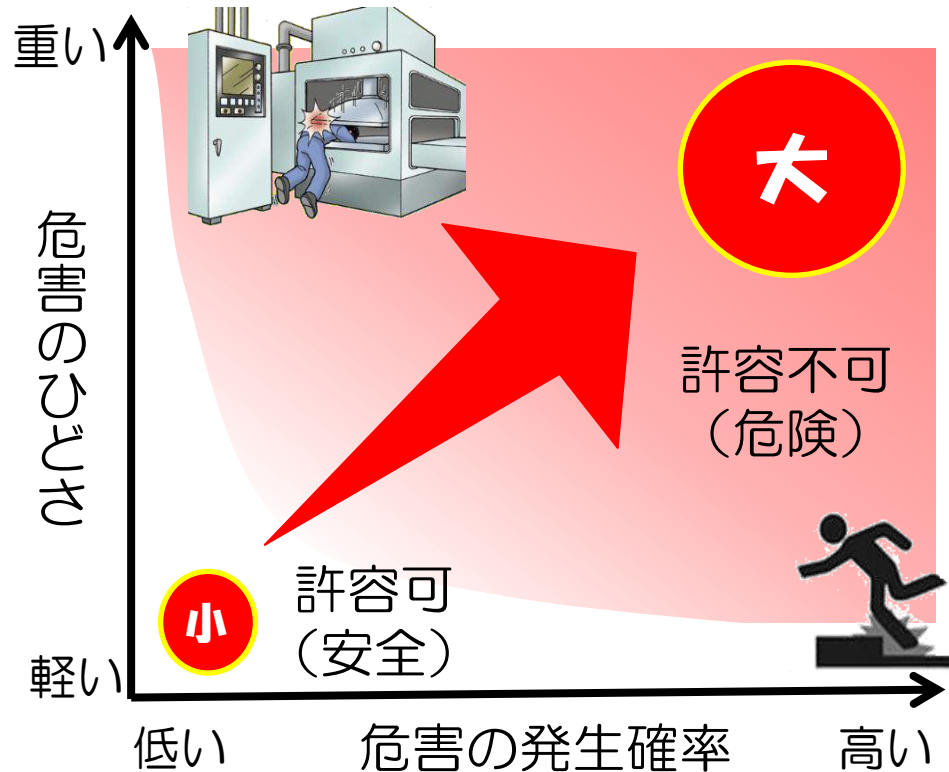 重い
大
危害のひどさ
許容不可
（危険）
許容可
（安全）
小
軽い
低い
危害の発生確率
高い